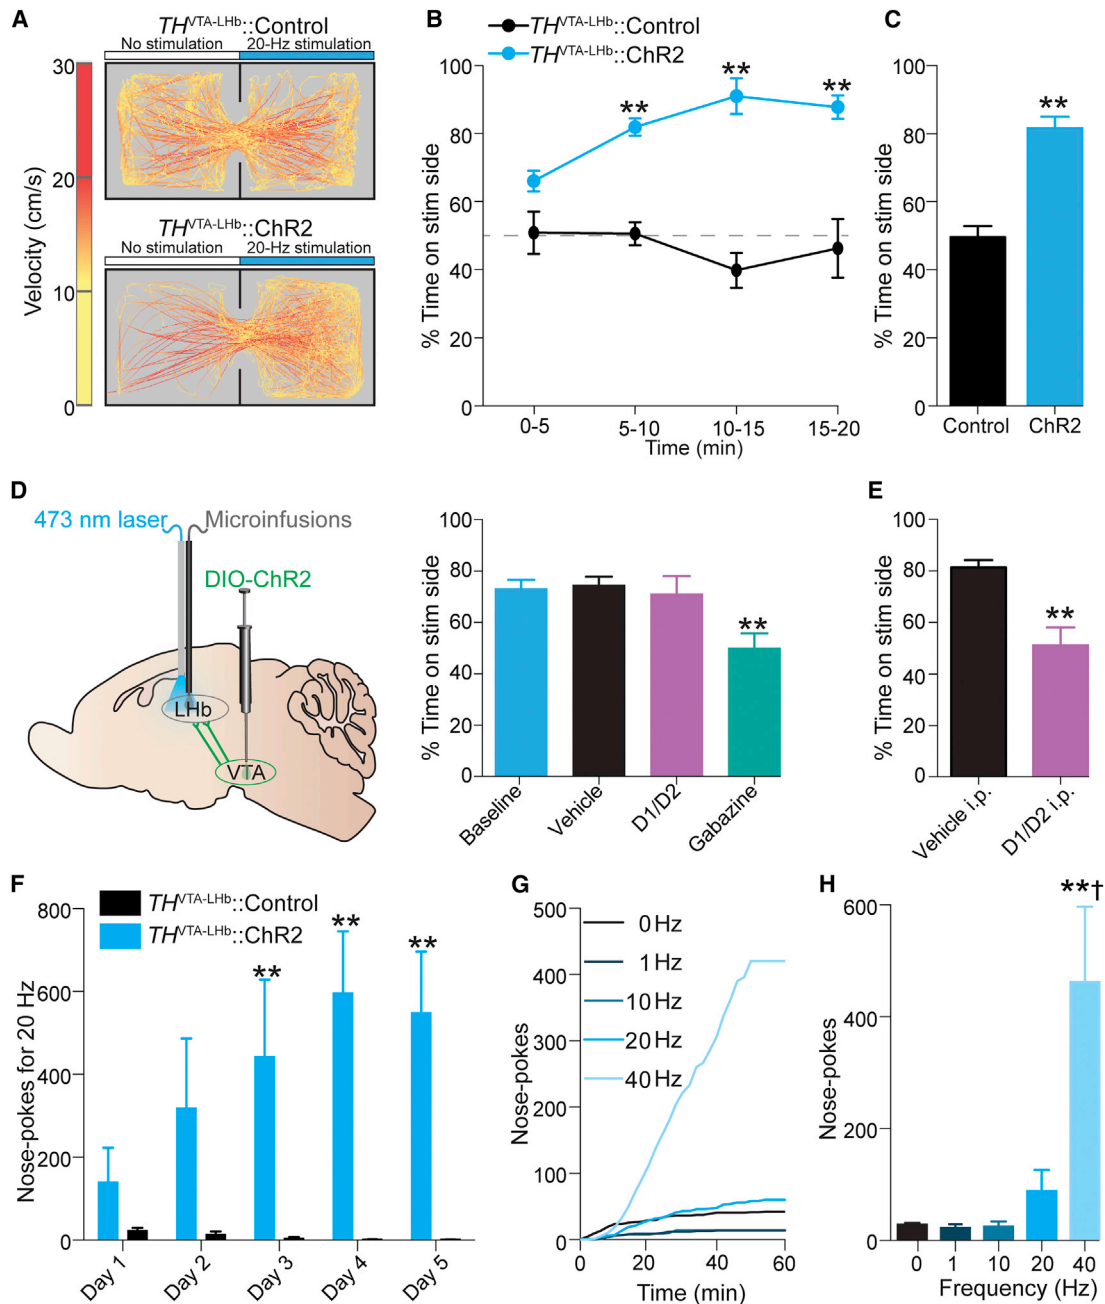 A
TH^VTA-LHb::Control
No stimulation 20-Hz stimulation
TH^VTA-LHb::ChR2
No stimulation 20-Hz stimulation
Velocity (cm/s)
30
20
10
0
B
TH^VTA-LHb::Control
TH^VTA-LHb::ChR2
% Time on stim side
100
80
60
40
20
0
**
**
**
0-5
5-10
10-15
15-20
Time (min)
C
% Time on stim side
100
80
60
40
20
0
**
Control
ChR2
D
473 nm laser
Microinfusions
DIO-ChR2
LHb
VTA
% Time on stim side
100
80
60
40
20
0
**
Baseline
Vehicle
D1/D2
Gabazine
E
% Time on stim side
100
80
60
40
20
0
**
Vehicle i.p.
D1/D2 i.p.
F
TH^VTA-LHb::Control
TH^VTA-LHb::ChR2
Nose-pokes for 20 Hz
800
600
400
200
0
**
**
**
Day 1
Day 2
Day 3
Day 4
Day 5
G
Nose-pokes
500
400
300
200
100
0
0 Hz
1 Hz
10 Hz
20 Hz
40 Hz
0
20
40
60
Time (min)
H
Nose-pokes
600
400
200
0
**†
0
1
10
20
40
Frequency (Hz)